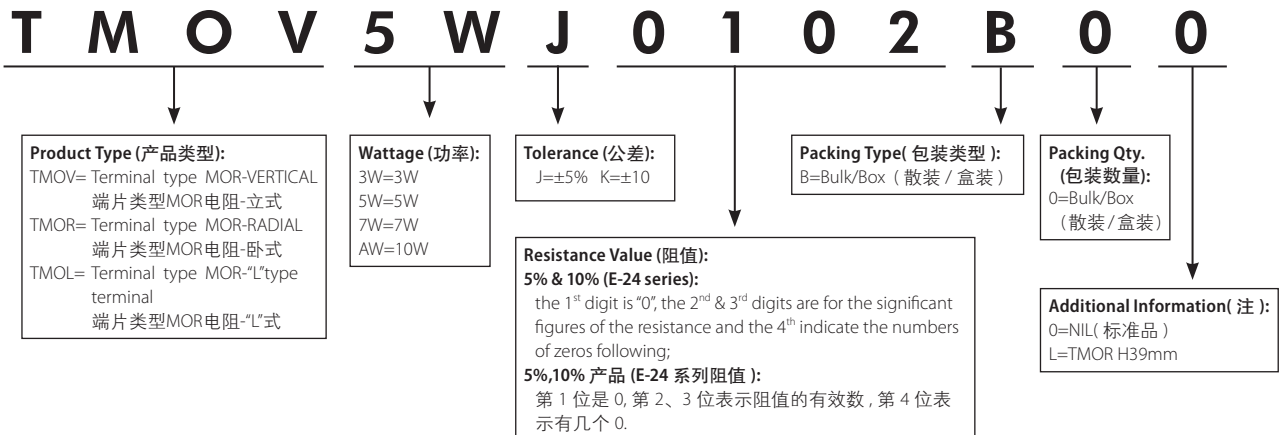 T M O V 5 W J 0 1 0 2 B 0 0
Product Type (产品类型):
TMOV= Terminal type MOR-VERTICAL
端片类型MOR电阻-立式
TMOR= Terminal type MOR-RADIAL
端片类型MOR电阻-卧式
TMOL= Terminal type MOR-“L”type
terminal
端片类型MOR电阻-“L”式
Wattage (功率):
3W=3W
5W=5W
7W=7W
AW=10W
Tolerance (公差):
J=±5% K=±10
Resistance Value (阻值):
5% & 10% (E-24 series):
the 1st digit is “0”, the 2nd & 3rd digits are for the significant
figures of the resistance and the 4th indicate the numbers
of zeros following;
5%,10% 产品 (E-24 系列阻值 ):
第 1 位是 0, 第 2、3 位表示阻值的有效数 , 第 4 位表
示有几个 0.
Packing Type( 包装类型 ):
B=Bulk/Box ( 散装 / 盒装 )
Packing Qty.
(包装数量):
0=Bulk/Box
(散装/盒装)
Additional Information( 注 ):
0=NIL( 标准品 )
L=TMOR H39mm